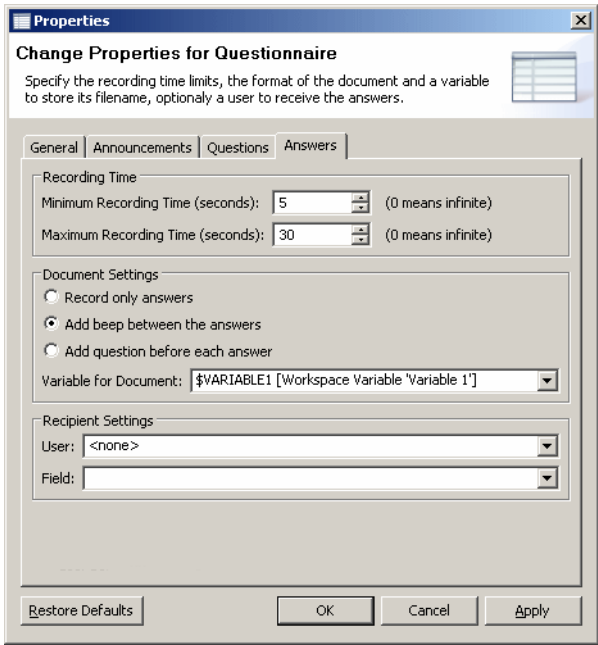 Properties
Change Properties for Questionnaire
Specify the recording time limits, the format of the document and a variable
to store its filename, optionaly a user to receive the answers.
General Announcements Questions Answers
Recording Time
Minimum Recording Time (seconds): 5 (0 means infinite)
Maximum Recording Time (seconds): 30 (0 means infinite)
Document Settings
Record only answers
Add beep between the answers
Add question before each answer
Variable for Document: $VARIABLE1 [Workspace Variable 'Variable 1']
Recipient Settings
User: <none>
Field:
Restore Defaults OK Cancel Apply